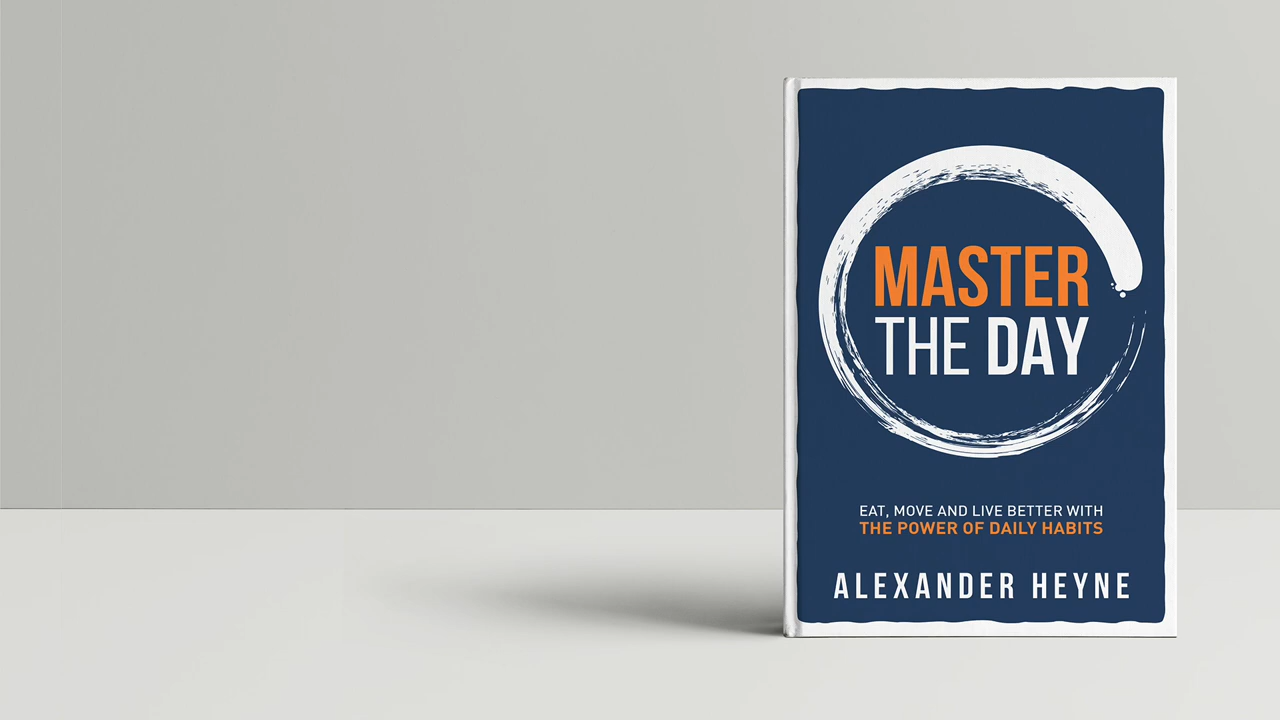 MASTER
THE DAY
EAT, MOVE AND LIVE BETTER WITH
THE POWER OF DAILY HABITS
ALEXANDER HEYNE